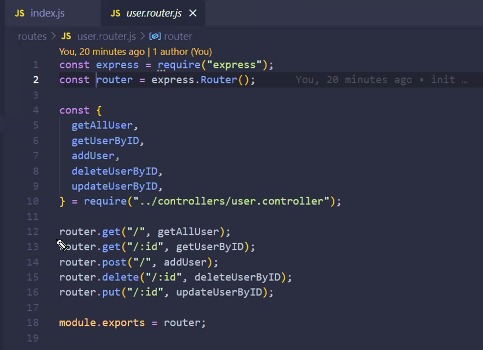 JS index.js
JS user.router.js ×
routes > JS user.router.js > router
You, 20 minutes ago | 1 author (You)
1 const express = require("express");
2 const router = express.Router(); You, 20 minutes ago • init ...
3
4 const {
5 getAllUser,
6 getUserByID,
7 addUser,
8 deleteUserByID,
9 updateUserByID,
10 } = require("../controllers/user.controller");
11
12 router.get("/", getAllUser);
13 router.get("/:id", getUserByID);
14 router.post("/", addUser);
15 router.delete("/:id", deleteUserByID);
16 router.put("/:id", updateUserByID);
17
18 module.exports = router;
19